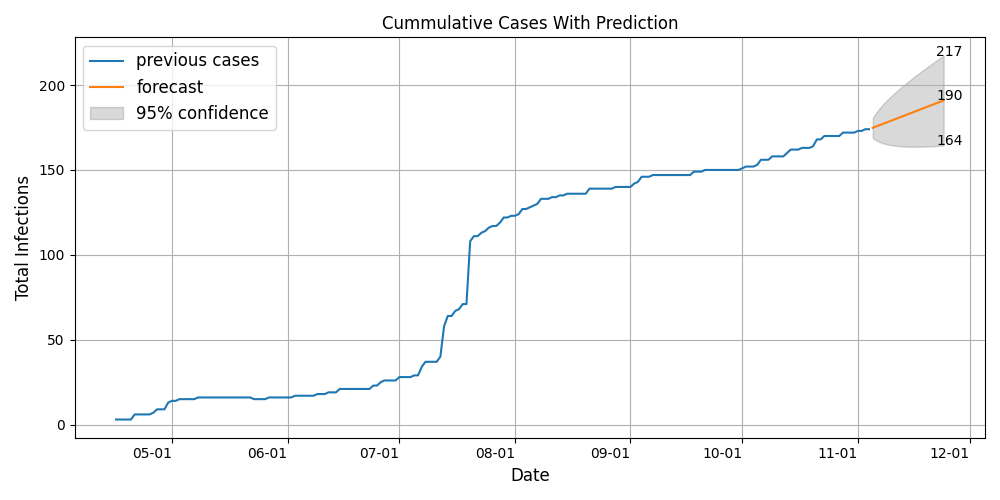 Cummulative Cases With Prediction
previous cases
forecast
95% confidence
217
190
164
200
150
100
50
0
Total Infections
05-01 06-01 07-01 08-01 09-01 10-01 11-01 12-01
Date